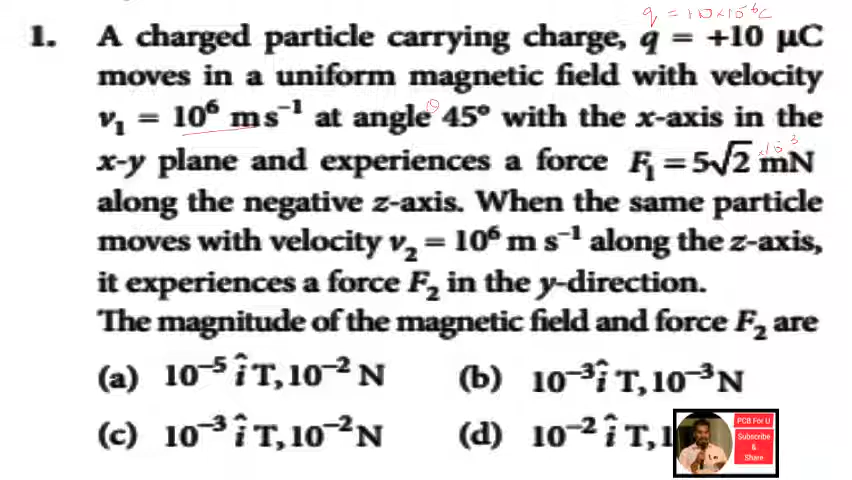 q = +10×10⁻⁶C
1. A charged particle carrying charge, q = +10 μC
moves in a uniform magnetic field with velocity
v₁ = 10⁶ m s⁻¹ at angle θ 45° with the x-axis in the
x-y plane and experiences a force F₁ = 5√2 ×10⁻³ mN
along the negative z-axis. When the same particle
moves with velocity v₂ = 10⁶ m s⁻¹ along the z-axis,
it experiences a force F₂ in the y-direction.
The magnitude of the magnetic field and force F₂ are
(a) 10⁻⁵ î T, 10⁻² N (b) 10⁻³ î T, 10⁻³ N
(c) 10⁻³ î T, 10⁻² N (d) 10⁻² î T, 1
PCB For U
Subscribe
&
Share